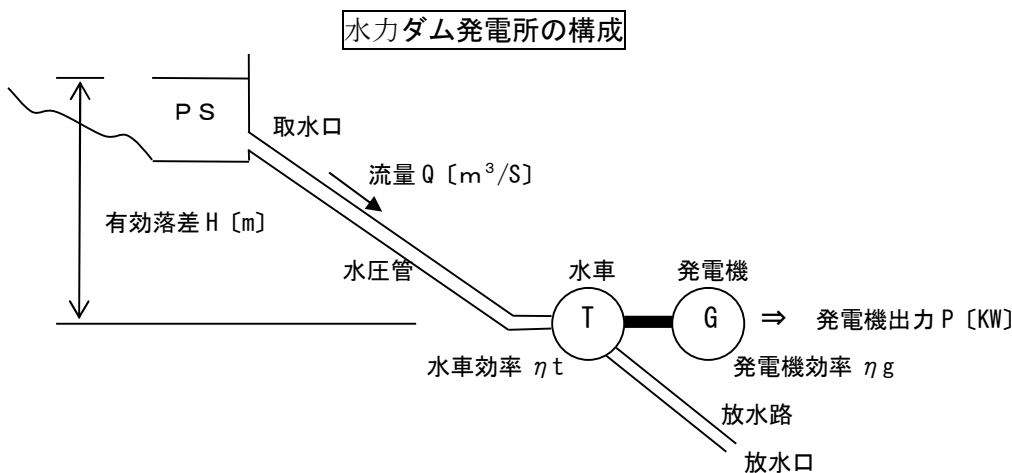 水力ダム発電所の構成
PS
取水口
流量Q〔m³/S〕
有効落差H〔m〕
水圧管
水車
発電機
T
G
⇒ 発電機出力P〔KW〕
水車効率 ηt
発電機効率 ηg
放水路
放水口